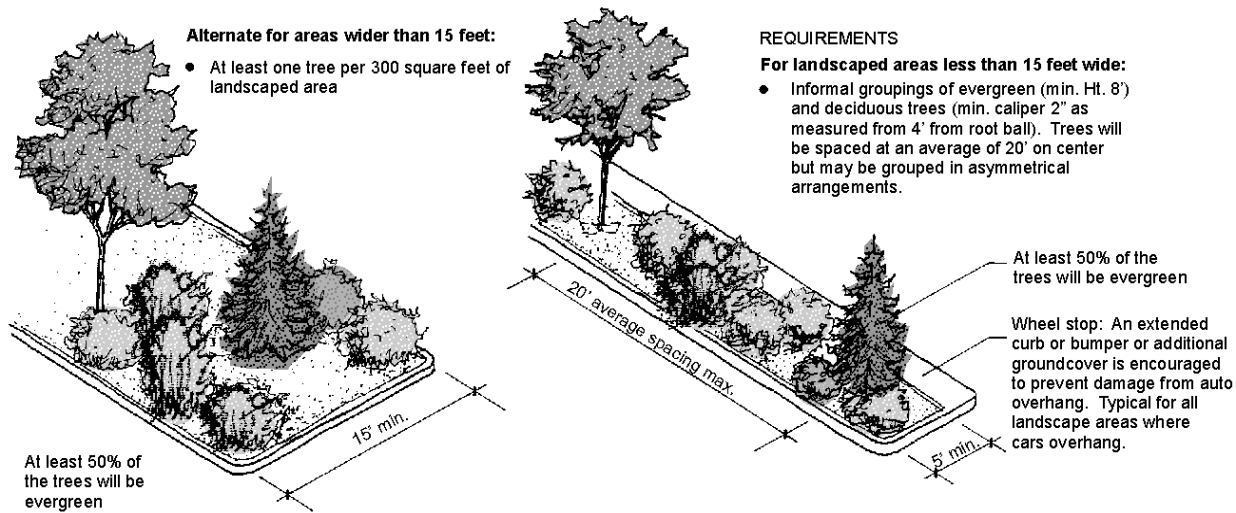 Alternate for areas wider than 15 feet:
● At least one tree per 300 square feet of
landscaped area
At least 50% of
the trees will be
evergreen
15' min.
REQUIREMENTS
For landscaped areas less than 15 feet wide:
● Informal groupings of evergreen (min. Ht. 8')
and deciduous trees (min. caliper 2" as
measured from 4' from root ball). Trees will
be spaced at an average of 20' on center
but may be grouped in asymmetrical
arrangements.
At least 50% of the
trees will be evergreen
Wheel stop: An extended
curb or bumper or additional
groundcover is encouraged
to prevent damage from auto
overhang. Typical for all
landscape areas where
cars overhang.
20' average spacing max.
5' min.